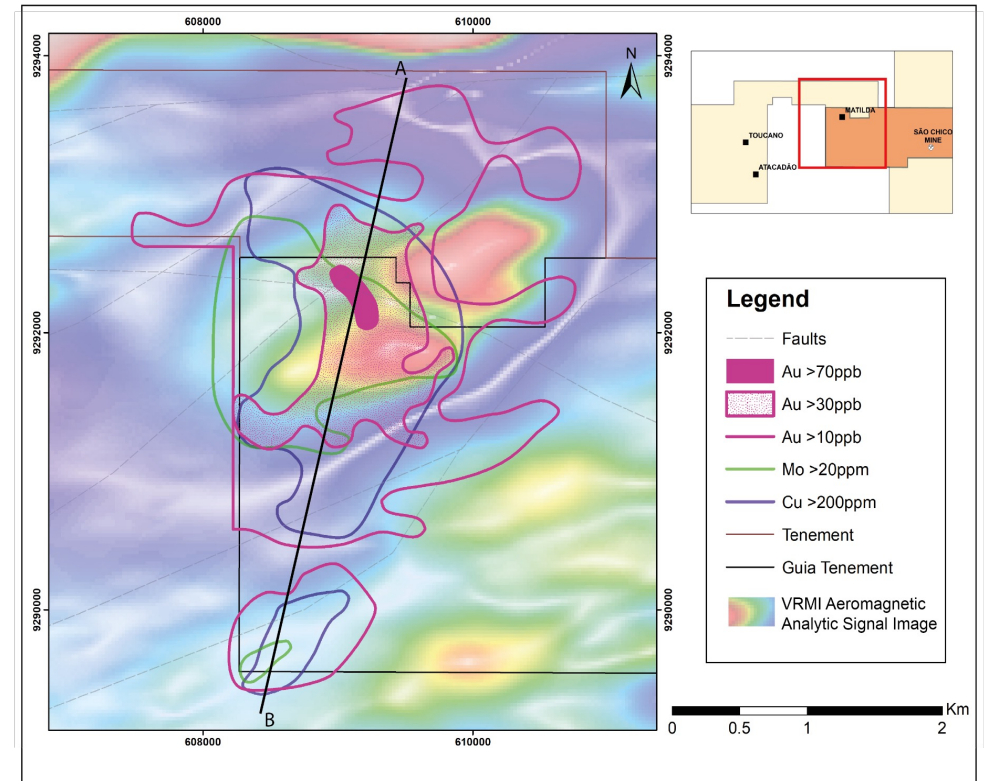 608000
610000
9294000
9294000
A
N
MATILDA
TOUCANO
SÃO CHICO
MINE
ATACADÃO
9292000
9292000
Legend
Faults
Au >70ppb
Au >30ppb
Au >10ppb
Mo >20ppm
Cu >200ppm
Tenement
Guia Tenement
VRMI Aeromagnetic
Analytic Signal Image
9290000
9290000
B
608000
610000
Km
0
0.5
1
2